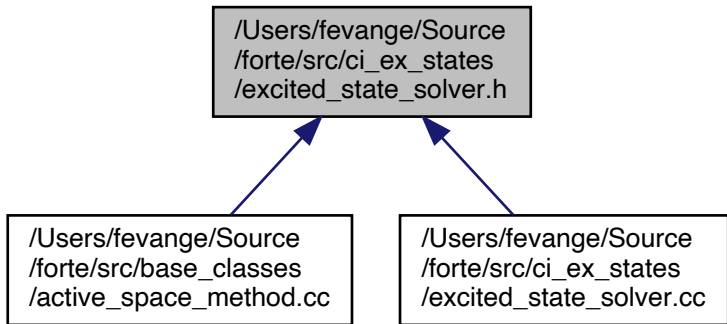 /Users/fevange/Source
/forte/src/ci_ex_states
/excited_state_solver.h
/Users/fevange/Source
/forte/src/base_classes
/active_space_method.cc
/Users/fevange/Source
/forte/src/ci_ex_states
/excited_state_solver.cc